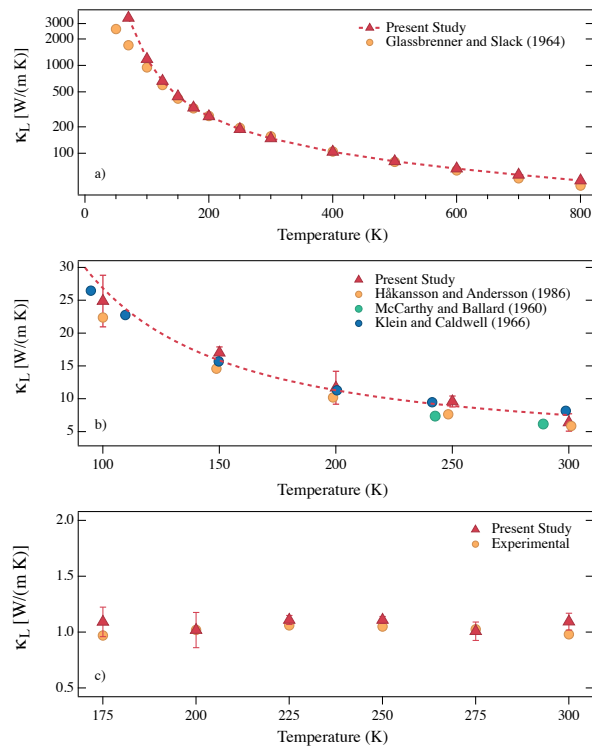 3000
2000
1000
500
200
100
κL [W/(m K)]
Present Study
Glassbrenner and Slack (1964)
a)
0 200 400 600 800
Temperature (K)
30
25
20
15
10
5
κL [W/(m K)]
Present Study
Håkansson and Andersson (1986)
McCarthy and Ballard (1960)
Klein and Caldwell (1966)
b)
100 150 200 250 300
Temperature (K)
2.0
1.5
1.0
0.5
κL [W/(m K)]
Present Study
Experimental
c)
175 200 225 250 275 300
Temperature (K)